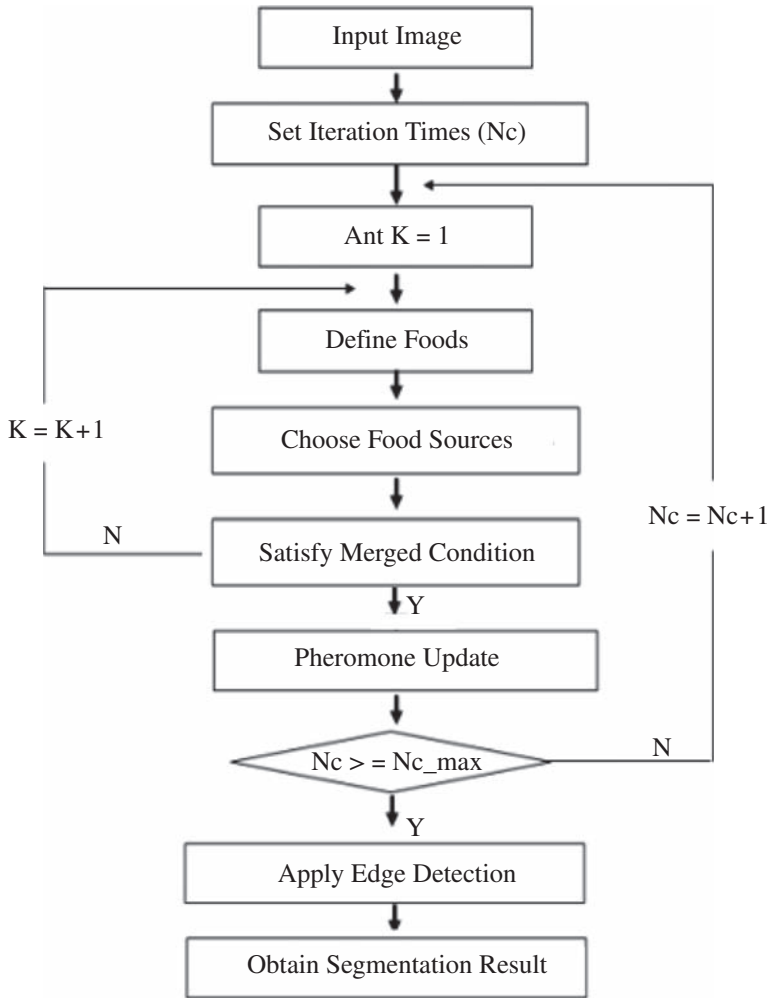 Input Image
Set Iteration Times (Nc)
Ant K = 1
Define Foods
Choose Food Sources
K = K+1
Nc = Nc+1
N
Satisfy Merged Condition
Y
Pheromone Update
Nc > = Nc_max
N
Y
Apply Edge Detection
Obtain Segmentation Result